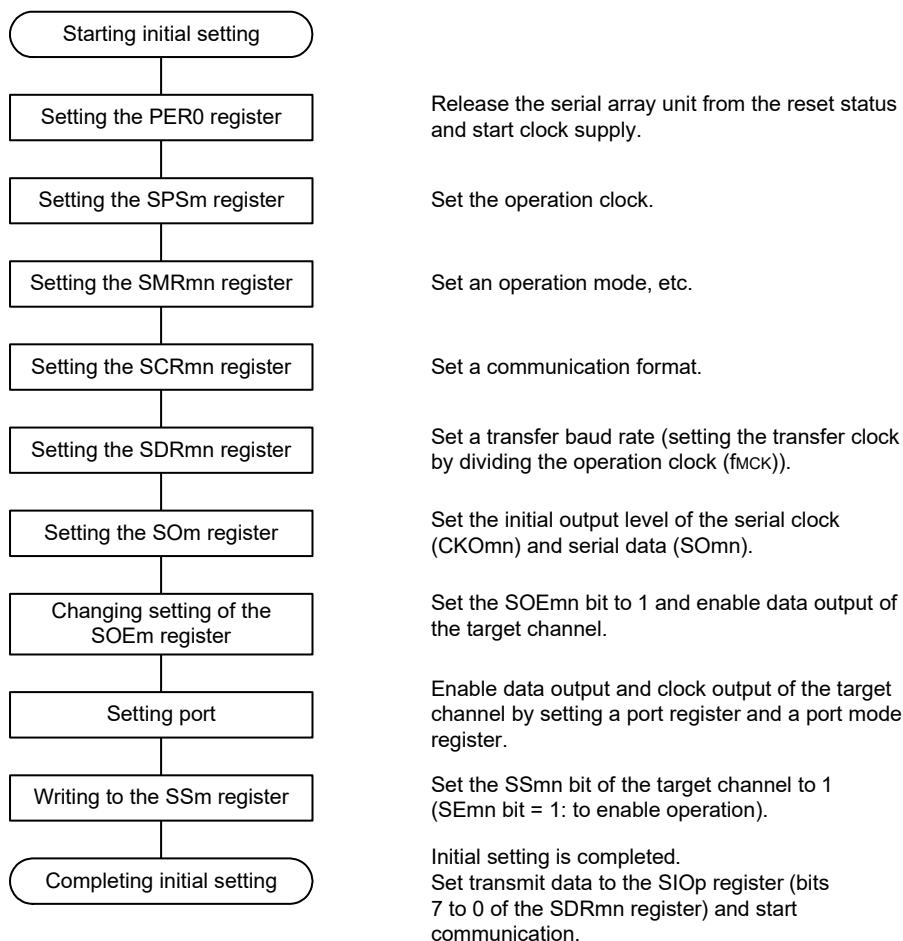 Starting initial setting
Setting the PER0 register
Release the serial array unit from the reset status
and start clock supply.
Setting the SPSm register
Set the operation clock.
Setting the SMRmn register
Set an operation mode, etc.
Setting the SCRmn register
Set a communication format.
Setting the SDRmn register
Set a transfer baud rate (setting the transfer clock
by dividing the operation clock (fMCK)).
Setting the SOm register
Set the initial output level of the serial clock
(CKOmn) and serial data (SOmn).
Changing setting of the
SOEm register
Set the SOEmn bit to 1 and enable data output of
the target channel.
Setting port
Enable data output and clock output of the target
channel by setting a port register and a port mode
register.
Writing to the SSm register
Set the SSmn bit of the target channel to 1
(SEmn bit = 1: to enable operation).
Completing initial setting
Initial setting is completed.
Set transmit data to the SIOp register (bits
7 to 0 of the SDRmn register) and start
communication.